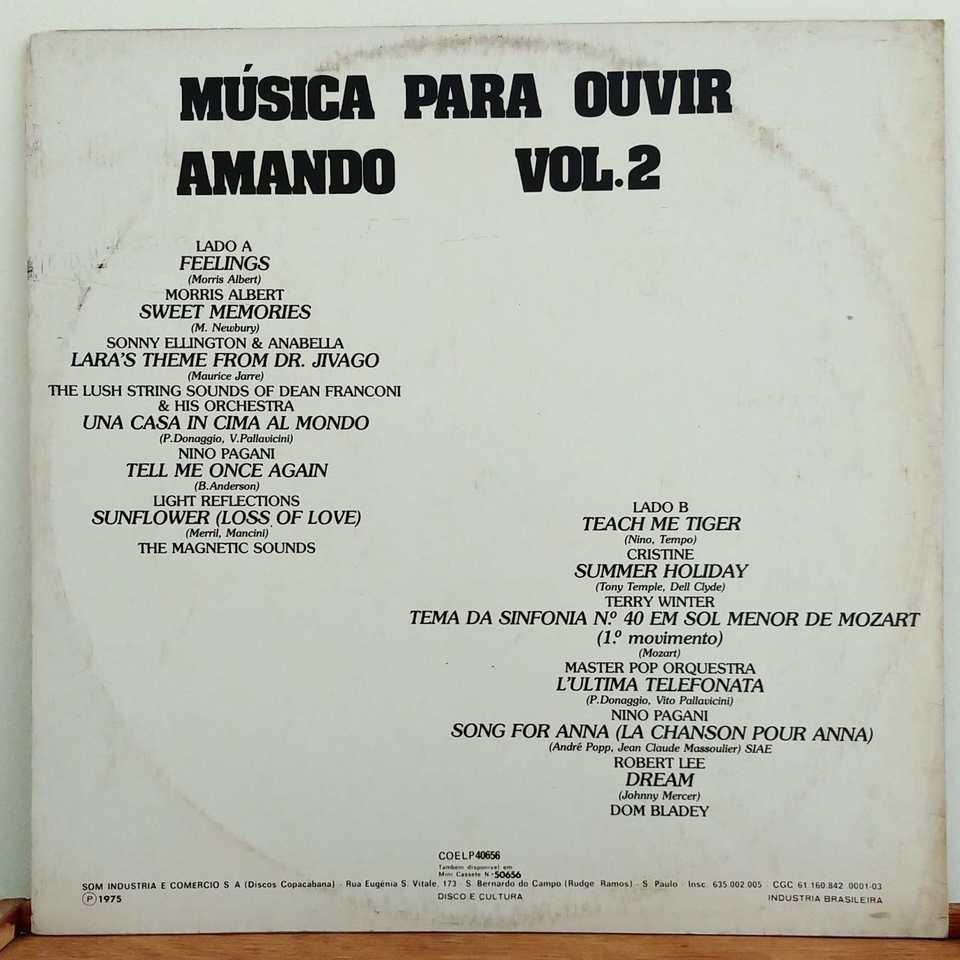 MÚSICA PARA OUVIR
AMANDO VOL.2
LADO A
FEELINGS
(Morris Albert)
MORRIS ALBERT
SWEET MEMORIES
(M. Newbury)
SONNY ELLINGTON & ANABELLA
LARA'S THEME FROM DR. JIVAGO
(Maurice Jarre)
THE LUSH STRING SOUNDS OF DEAN FRANCONI
& HIS ORCHESTRA
UNA CASA IN CIMA AL MONDO
(P.Donaggio, V.Pallavicini)
NINO PAGANI
TELL ME ONCE AGAIN
(B.Anderson)
LIGHT REFLECTIONS
SUNFLOWER (LOSS OF LOVE)
(Merril, Mancini)
THE MAGNETIC SOUNDS
LADO B
TEACH ME TIGER
(Nino, Tempo)
CRISTINE
SUMMER HOLIDAY
(Tony Temple, Dell Clyde)
TERRY WINTER
TEMA DA SINFONIA N.º 40 EM SOL MENOR DE MOZART
(1.º movimento)
(Mozart)
MASTER POP ORQUESTRA
L'ULTIMA TELEFONATA
(P.Donaggio, Vito Pallavicini)
NINO PAGANI
SONG FOR ANNA (LA CHANSON POUR ANNA)
(André Popp, Jean Claude Massoulier) SIAE
ROBERT LEE
DREAM
(Johnny Mercer)
DOM BLADEY
COELP 40656
Tambem disponivel em
Mini Cassete N.º 50656
SOM INDUSTRIA E COMERCIO S A (Discos Copacabana) - Rua Eugénia S. Vitale, 173 - S. Bernardo do Campo (Rudge Ramos) - S. Paulo - Insc. 635.002.005 - CGC 61.160.842 0001-03
℗ 1975 DISCO E CULTURA INDUSTRIA BRASILEIRA